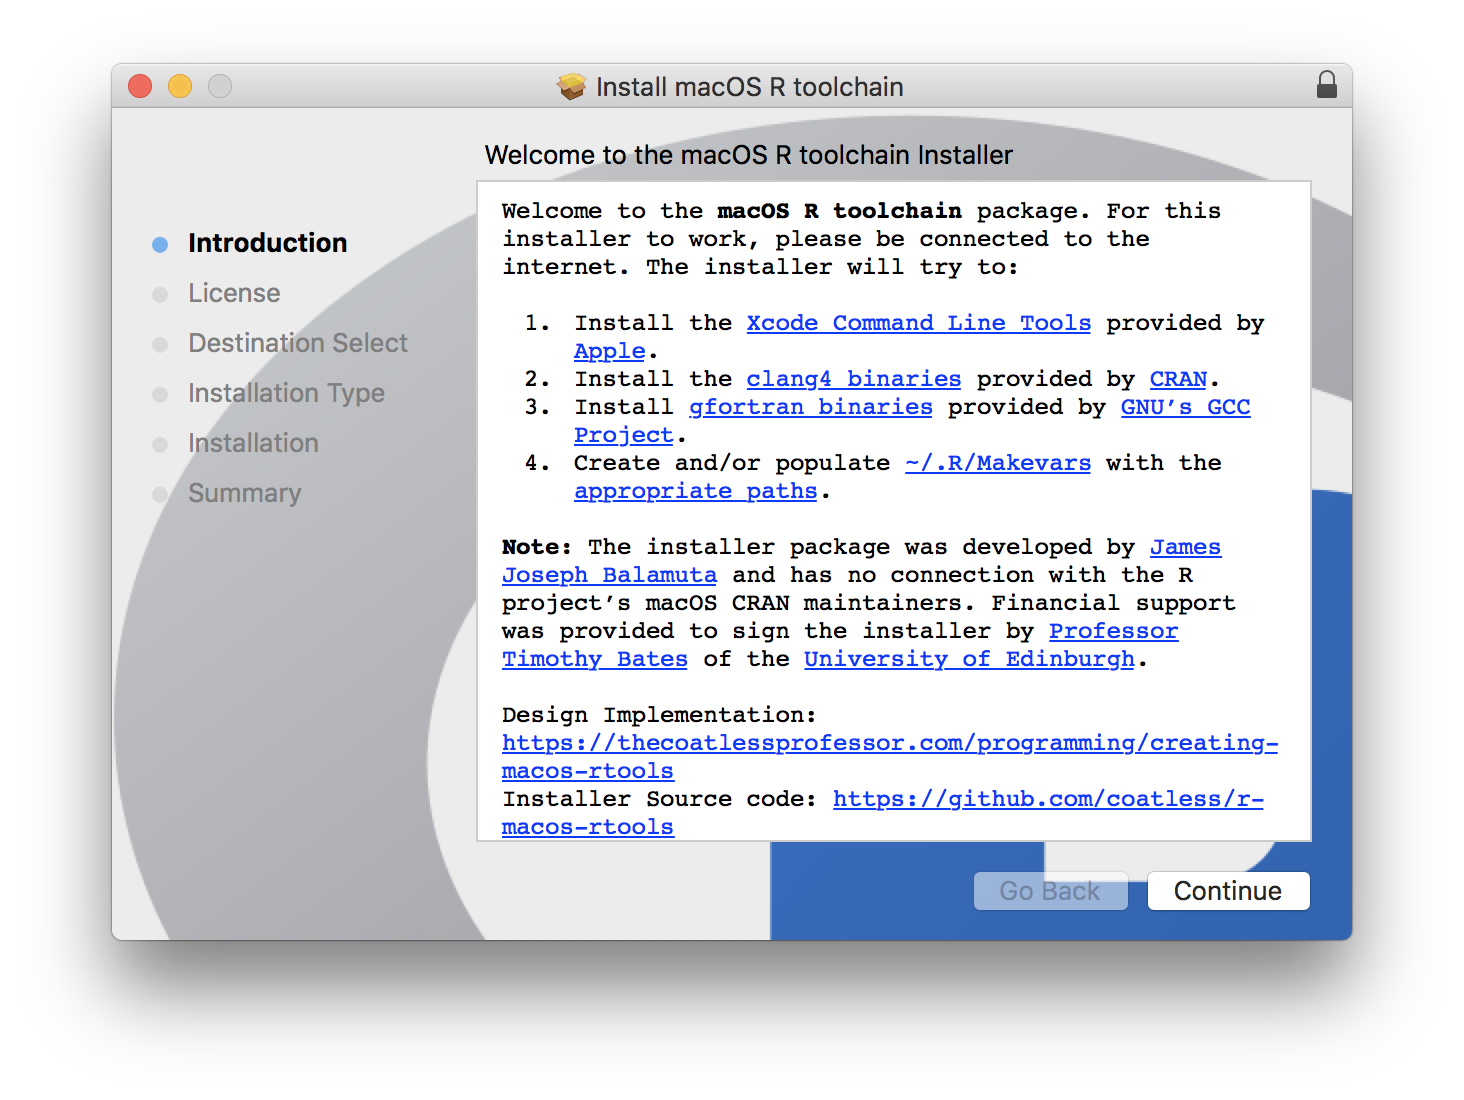 Install macOS R toolchain
Welcome to the macOS R toolchain Installer
Introduction
License
Destination Select
Installation Type
Installation
Summary
Welcome to the macOS R toolchain package. For this
installer to work, please be connected to the
internet. The installer will try to:
1. Install the Xcode Command Line Tools provided by
Apple.
2. Install the clang4 binaries provided by CRAN.
3. Install gfortran binaries provided by GNU’s GCC
Project.
4. Create and/or populate ~/.R/Makevars with the
appropriate paths.
Note: The installer package was developed by James
Joseph Balamuta and has no connection with the R
project’s macOS CRAN maintainers. Financial support
was provided to sign the installer by Professor
Timothy Bates of the University of Edinburgh.
Design Implementation:
https://thecoatlessprofessor.com/programming/creating-
macos-rtools
Installer Source code: https://github.com/coatless/r-
macos-rtools
Go Back
Continue